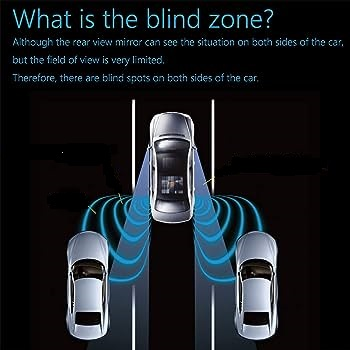 What is the blind zone?
Although the rear view mirror can see the situation on both sides of the car,
but the field of view is very limited.
Therefore, there are blind spots on both sides of the car.